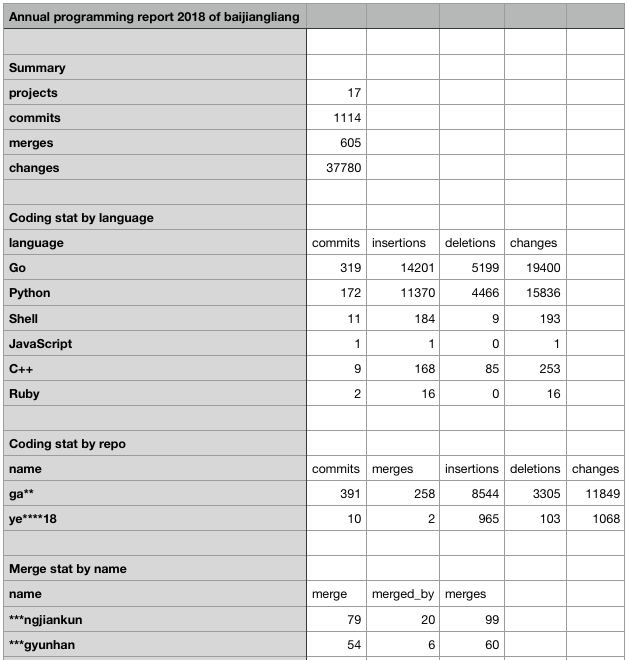 Annual programming report 2018 of baijiangliang
Summary
projects 17
commits 1114
merges 605
changes 37780
Coding stat by language
language commits insertions deletions changes
Go 319 14201 5199 19400
Python 172 11370 4466 15836
Shell 11 184 9 193
JavaScript 1 1 0 1
C++ 9 168 85 253
Ruby 2 16 0 16
Coding stat by repo
name commits merges insertions deletions changes
ga** 391 258 8544 3305 11849
ye****18 10 2 965 103 1068
Merge stat by name
name merge merged_by merges
***ngjiankun 79 20 99
***gyunhan 54 6 60